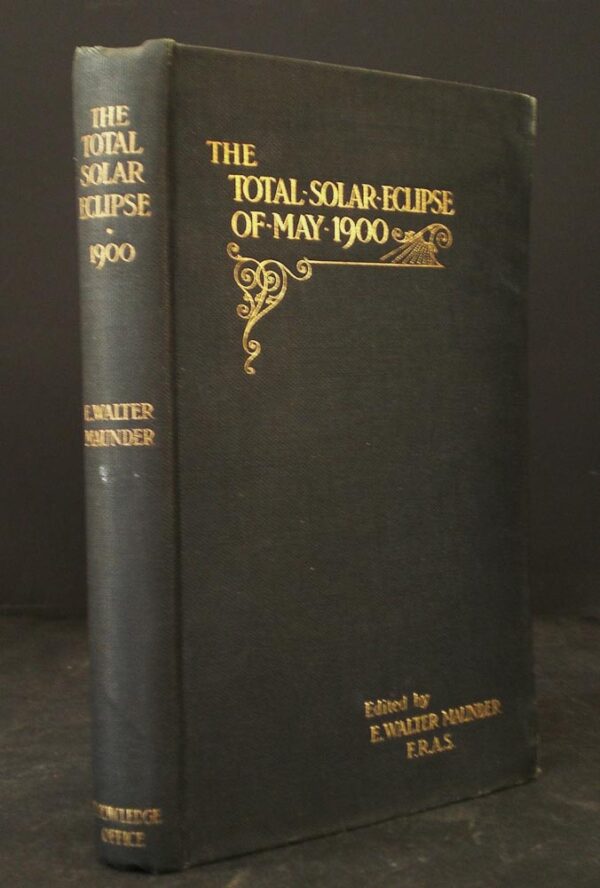 THE
TOTAL
SOLAR
ECLIPSE
·
1900
E. WALTER
MAUNDER
OFFICE
THE
TOTAL·SOLAR·ECLIPSE
OF·MAY·1900
Edited by
E. WALTER MAUNDER
F.R.A.S.